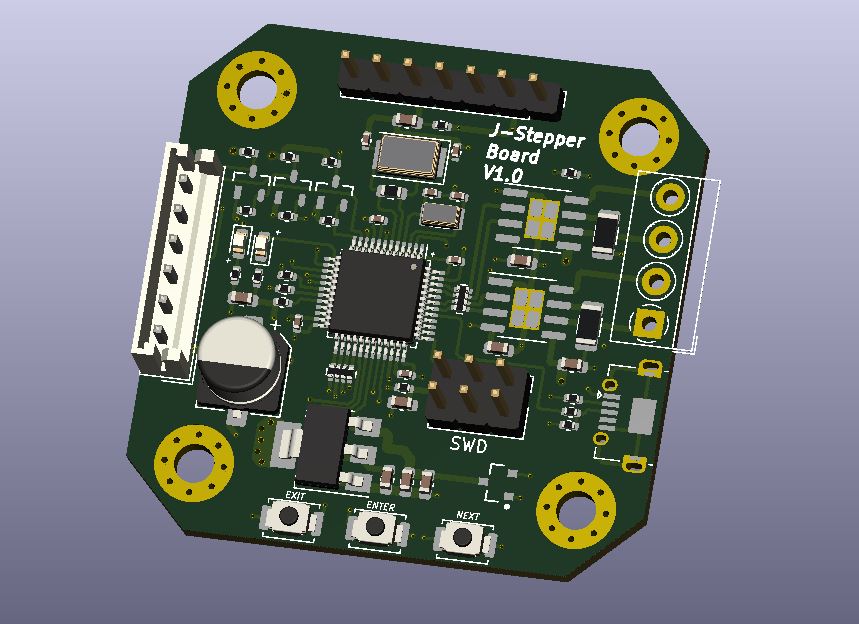 J-Stepper
Board
V1.0
SWD
EXIT
ENTER
NEXT